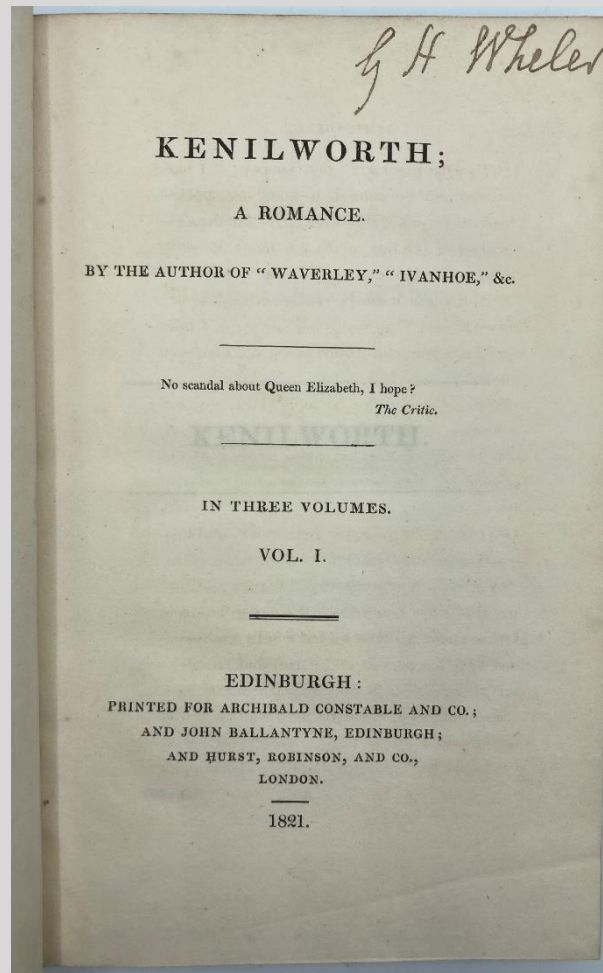 G H Wheler
KENILWORTH;
A ROMANCE.
BY THE AUTHOR OF “ WAVERLEY,” “ IVANHOE,” &c.
No scandal about Queen Elizabeth, I hope ?
The Critic.
KENILWORTH.
IN THREE VOLUMES.
VOL. I.
EDINBURGH :
PRINTED FOR ARCHIBALD CONSTABLE AND CO. ;
AND JOHN BALLANTYNE, EDINBURGH ;
AND HURST, ROBINSON, AND CO.,
LONDON.
1821.